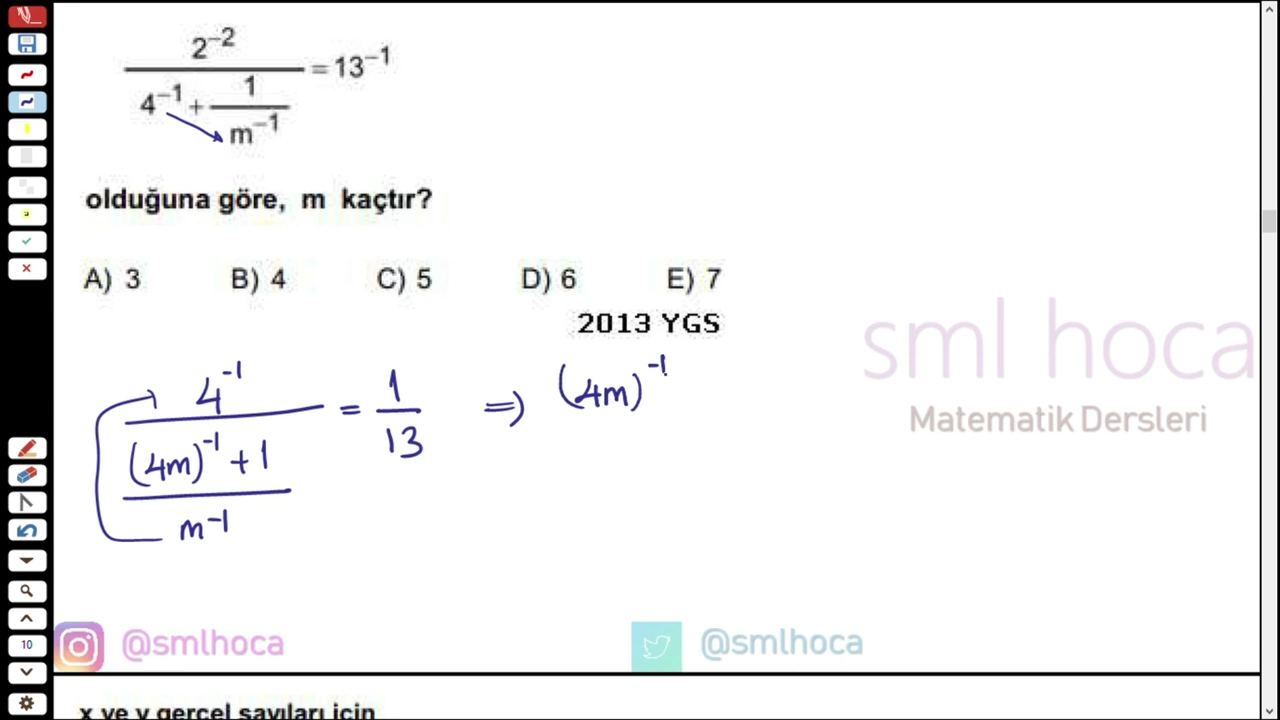 2⁻² / (4⁻¹ + 1/m⁻¹) = 13⁻¹
olduğuna göre, m kaçtır?
A) 3 B) 4 C) 5 D) 6 E) 7
2013 YGS
sml hoca
Matematik Dersleri
4⁻¹ / (((4m)⁻¹ + 1) / m⁻¹) = 1/13 ⇒ (4m)⁻¹
10
@smlhoca @smlhoca
x ve y gerçel sayıları için